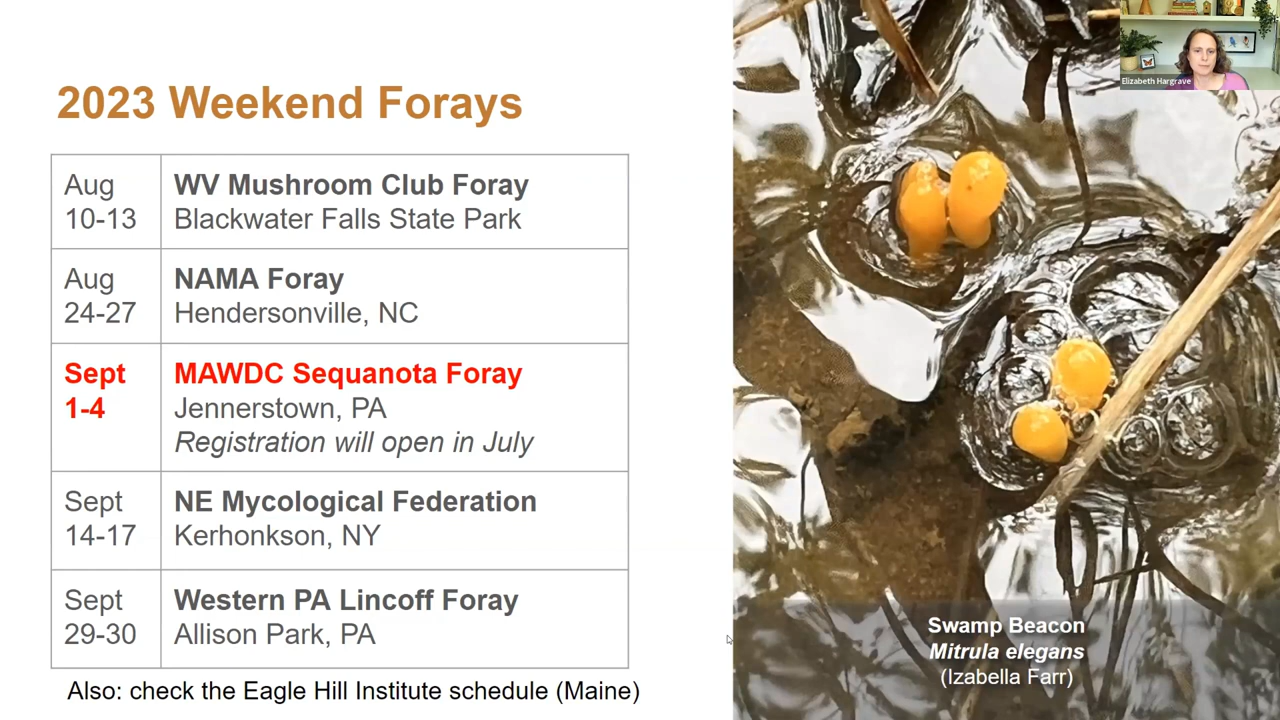 2023 Weekend Forays
Aug
10-13
WV Mushroom Club Foray
Blackwater Falls State Park
Aug
24-27
NAMA Foray
Hendersonville, NC
Sept
1-4
MAWDC Sequanota Foray
Jennerstown, PA
Registration will open in July
Sept
14-17
NE Mycological Federation
Kerhonkson, NY
Sept
29-30
Western PA Lincoff Foray
Allison Park, PA
Also: check the Eagle Hill Institute schedule (Maine)
Elizabeth Hargrave
Swamp Beacon
Mitrula elegans
(Izabella Farr)